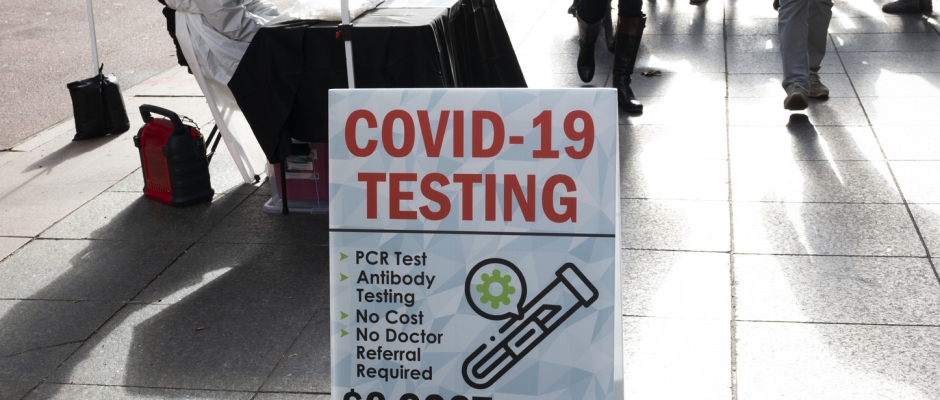 COVID-19
TESTING
PCR Test
Antibody
Testing
No Cost
No Doctor
Referral
Required